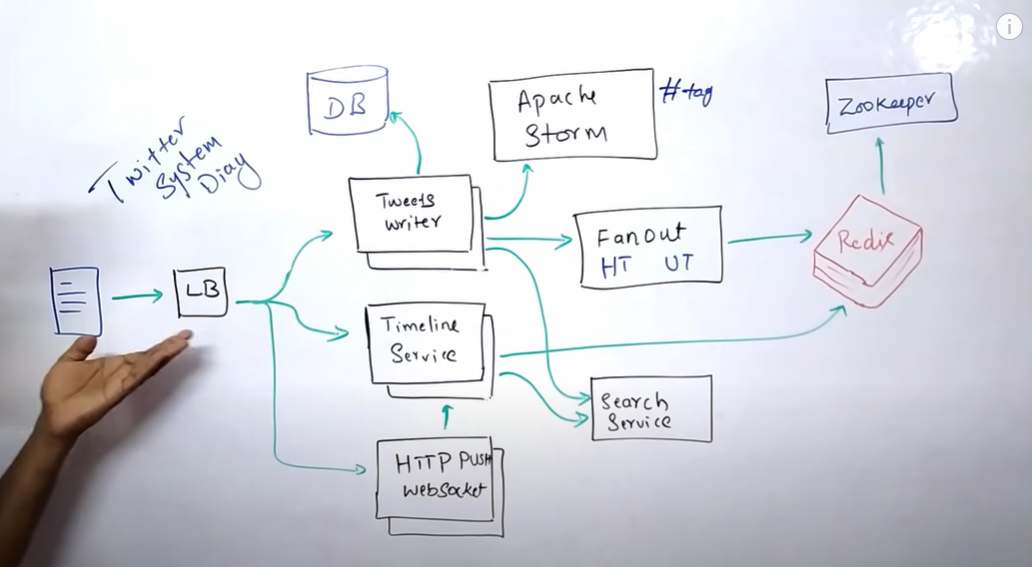 Twitter
System
Diag
DB
Apache
Storm
#tag
Zookeeper
Tweets
writer
Fanout
HT UT
Redis
LB
Timeline
Service
Search
Service
HTTP PUSH
Websocket